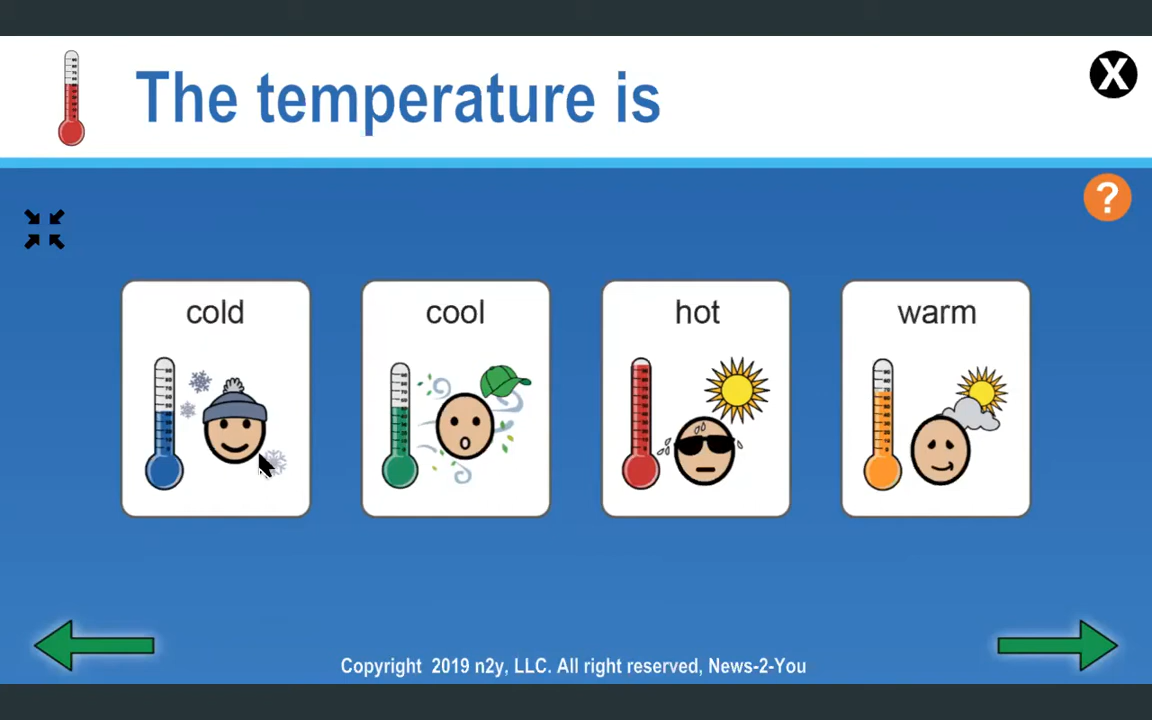 The temperature is
X
?
cold
cool
hot
warm
Copyright 2019 n2y, LLC. All right reserved, News-2-You